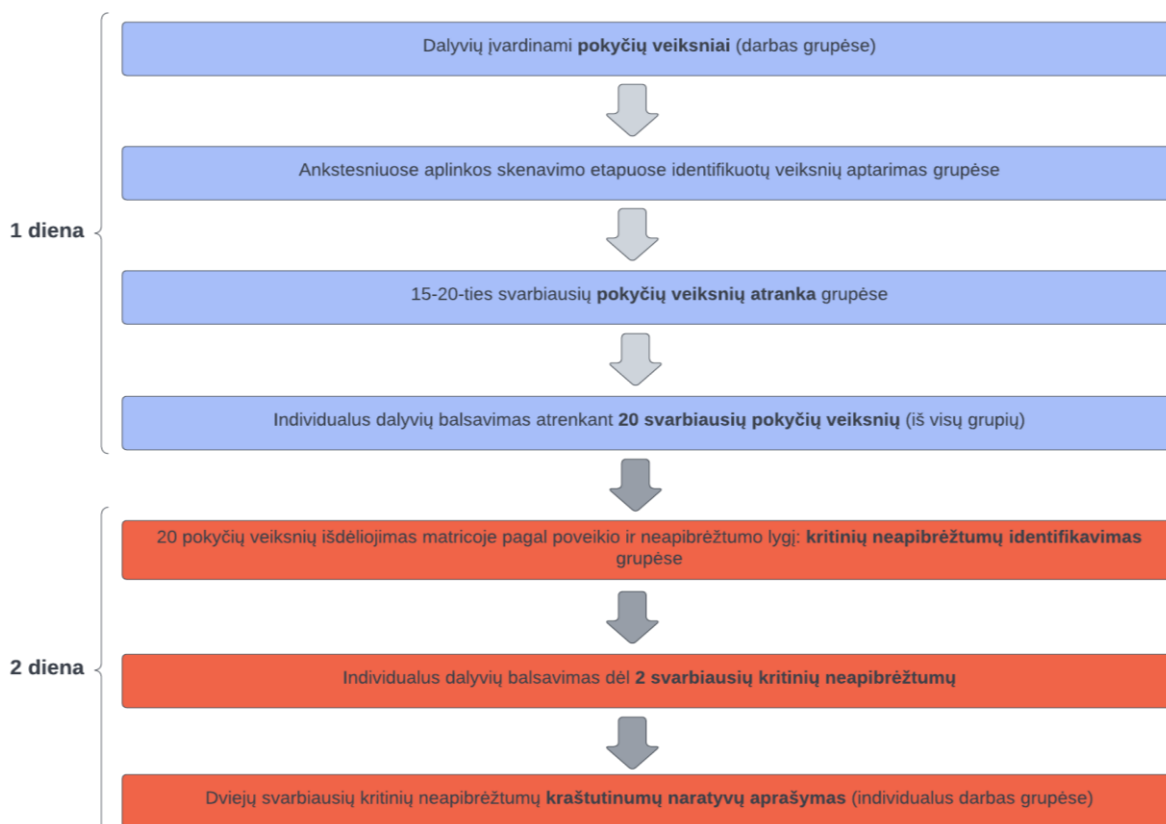 Dalyvių įvardinami pokyčių veiksniai (darbas grupėse)
Ankstesniuose aplinkos skenavimo etapuose identifikuotų veiksnių aptarimas grupėse
1 diena
15-20-ties svarbiausių pokyčių veiksnių atranka grupėse
Individualus dalyvių balsavimas atrenkant 20 svarbiausių pokyčių veiksnių (iš visų grupių)
20 pokyčių veiksnių išdėliojimas matricoje pagal poveikio ir neapibrėžtumo lygį: kritinių neapibrėžtumų identifikavimas
grupėse
2 diena
Individualus dalyvių balsavimas dėl 2 svarbiausių kritinių neapibrėžtumų
Dviejų svarbiausių kritinių neapibrėžtumų kraštutinumų naratyvų aprašymas (individualus darbas grupėse)